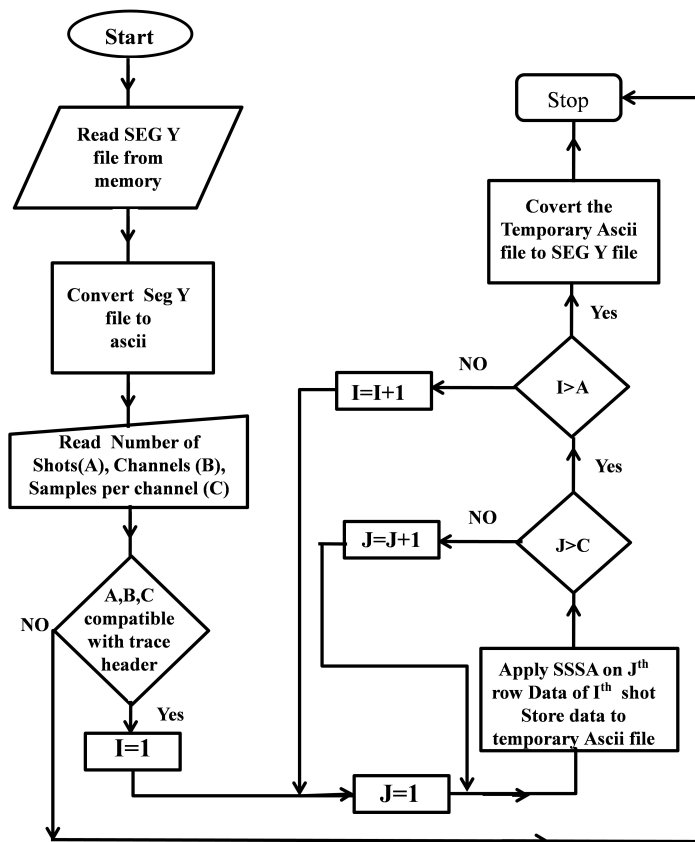 Start
Read SEG Y
file from
memory
Convert Seg Y
file to
ascii
Read Number of
Shots(A), Channels (B),
Samples per channel (C)
A,B,C
compatible
with trace
header
NO
Yes
I=1
J=1
Apply SSSA on Jth
row Data of Ith shot
Store data to
temporary Ascii file
J>C
NO
J=J+1
Yes
I>A
NO
I=I+1
Yes
Covert the
Temporary Ascii
file to SEG Y file
Stop